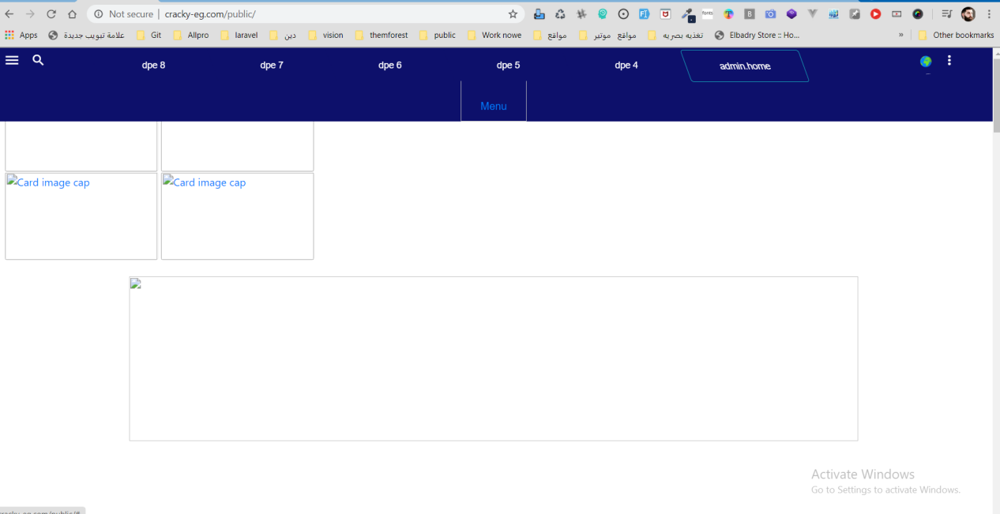 Not secure | cracky-eg.com/public/
Apps علامة تبويب جديدة Git Allpro laravel دين vision themforest public Work nowe مواقع مواقع موتير تغذيه بصريه Elbadry Store :: Ho... » Other bookmarks
dpe 8 dpe 7 dpe 6 dpe 5 dpe 4 admin.home
Menu
Card image cap Card image cap
Activate Windows
Go to Settings to activate Windows.